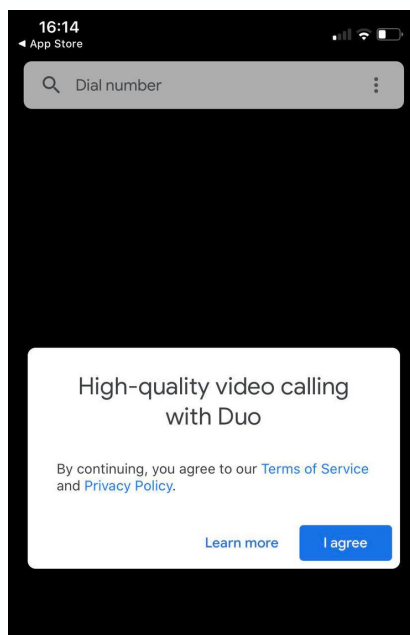 16:14
◀ App Store
Dial number
High-quality video calling
with Duo
By continuing, you agree to our Terms of Service
and Privacy Policy.
Learn more
I agree